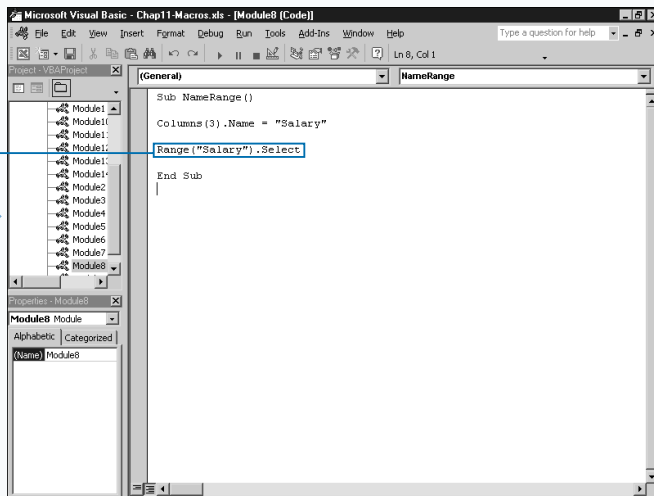 Microsoft Visual Basic - Chap11-Macros.xls - [Module8 (Code)]
File Edit View Insert Format Debug Run Tools Add-Ins Window Help
Type a question for help
Ln 8, Col 1
Project - VBAProject
(General)
NameRange
Module1
Module10
Module2
Module3
Module4
Module5
Module6
Module7
Module8
Sub NameRange()
Columns(3).Name = "Salary"
Range("Salary").Select
End Sub
Properties - Module8
Module8 Module
Alphabetic Categorized
(Name) Module8